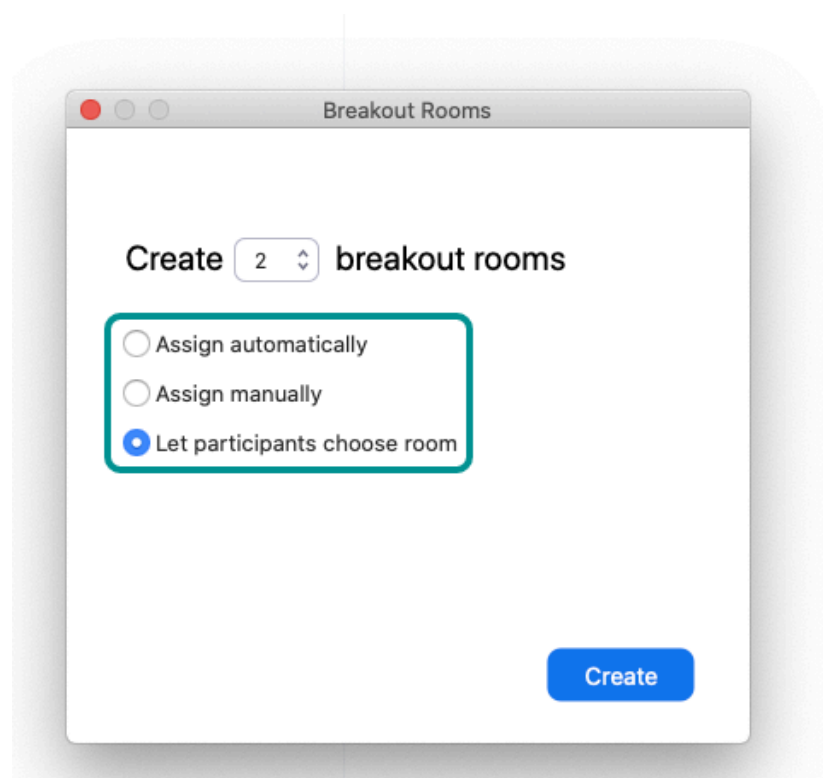 Breakout Rooms
Create 2 breakout rooms
Assign automatically
Assign manually
Let participants choose room
Create